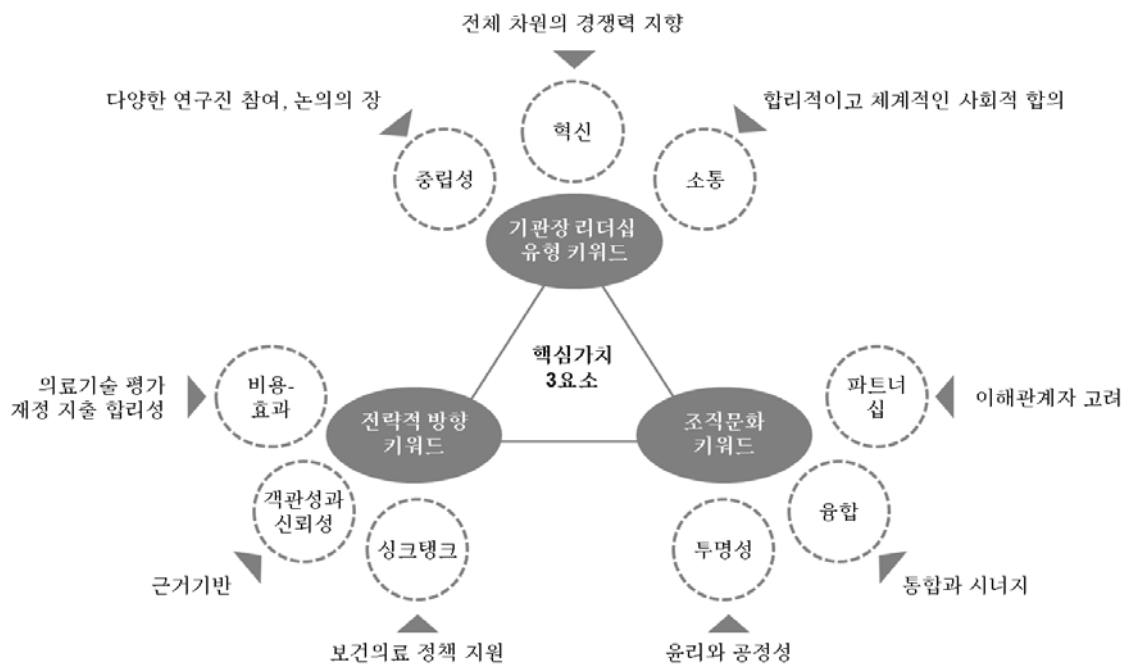 전체 차원의 경쟁력 지향
다양한 연구진 참여, 논의의 장
합리적이고 체계적인 사회적 합의
혁신
중립성
소통
기관장 리더십
유형 키워드
핵심가치
3요소
의료기술 평가
재정 지출 합리성
비용-
효과
파트너
십
이해관계자 고려
전략적 방향
키워드
조직문화
키워드
객관성과
신뢰성
융합
싱크탱크
투명성
근거기반
통합과 시너지
보건의료 정책 지원
윤리와 공정성